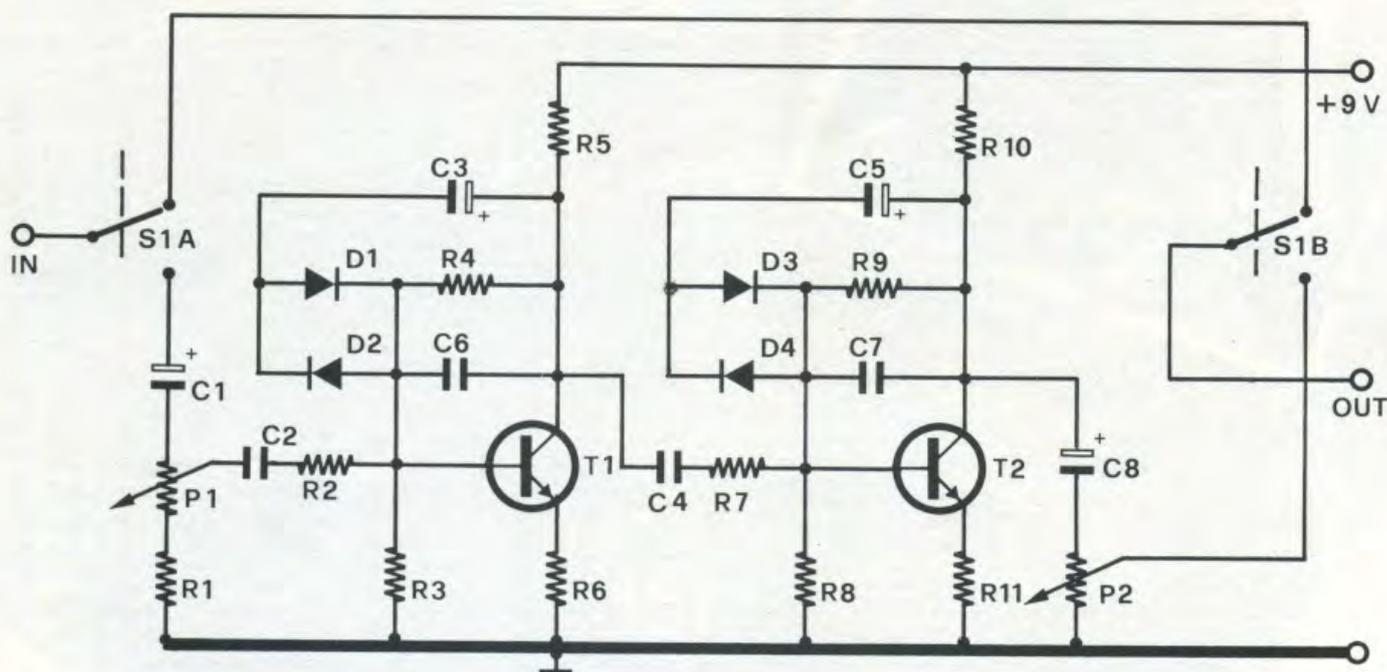 +9V
R5
R10
C3
+
C5
+
S1A
IN
S1B
D1
R4
D3
R9
D2
C6
D4
C7
+
C1
OUT
C2
R2
P1
T1
C4
R7
T2
+
C8
R1
R3
R6
R8
R11
P2